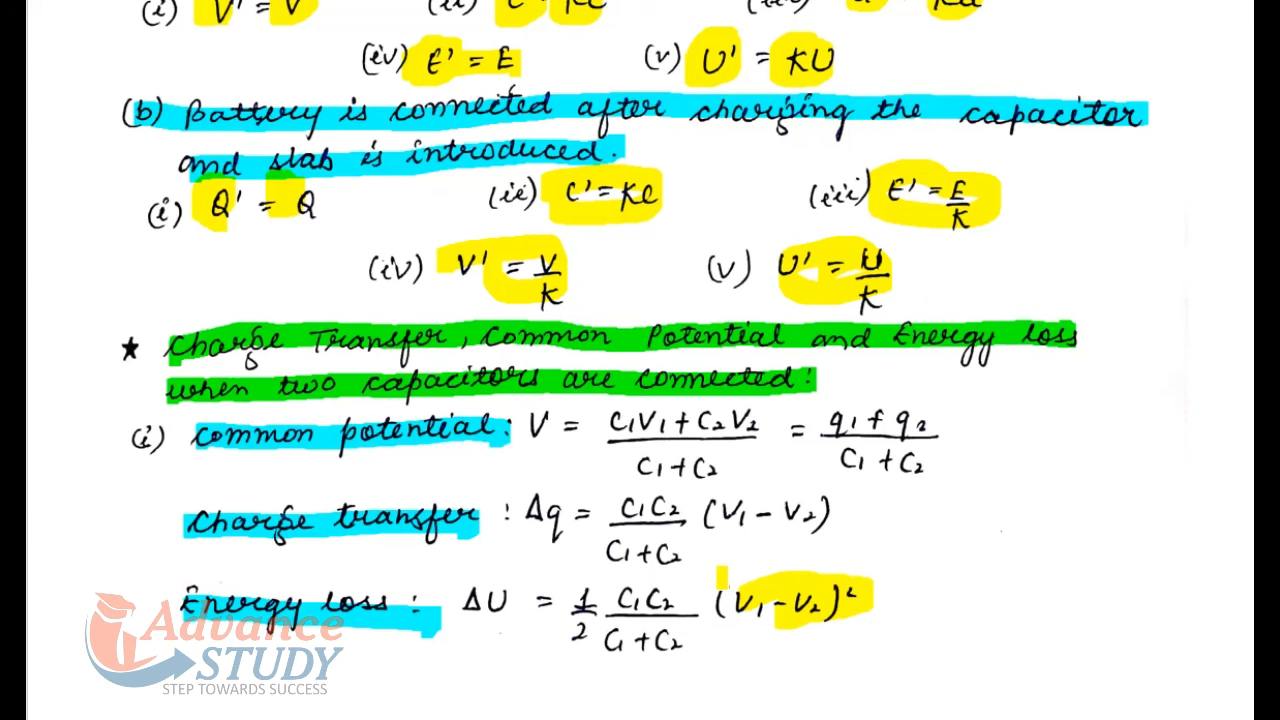 (i) V' = V (ii) C' = KC
(iv) E' = E (v) U' = KU
(b) Battery is connected after charging the capacitor
and slab is introduced.
(i) Q' = Q (ii) C' = KC (iii) E' = E/K
(iv) V' = V/K (v) U' = U/K
★ Charge Transfer, Common Potential and Energy loss
when two capacitors are connected:
(i) Common potential: V = C₁V₁ + C₂V₂ / C₁ + C₂ = q₁ + q₂ / C₁ + C₂
Charge transfer : Δq = C₁C₂ / C₁ + C₂ (V₁ - V₂)
Energy loss : ΔU = 1/2 C₁C₂ / C₁ + C₂ (V₁ - V₂)²
Advance
STUDY
STEP TOWARDS SUCCESS